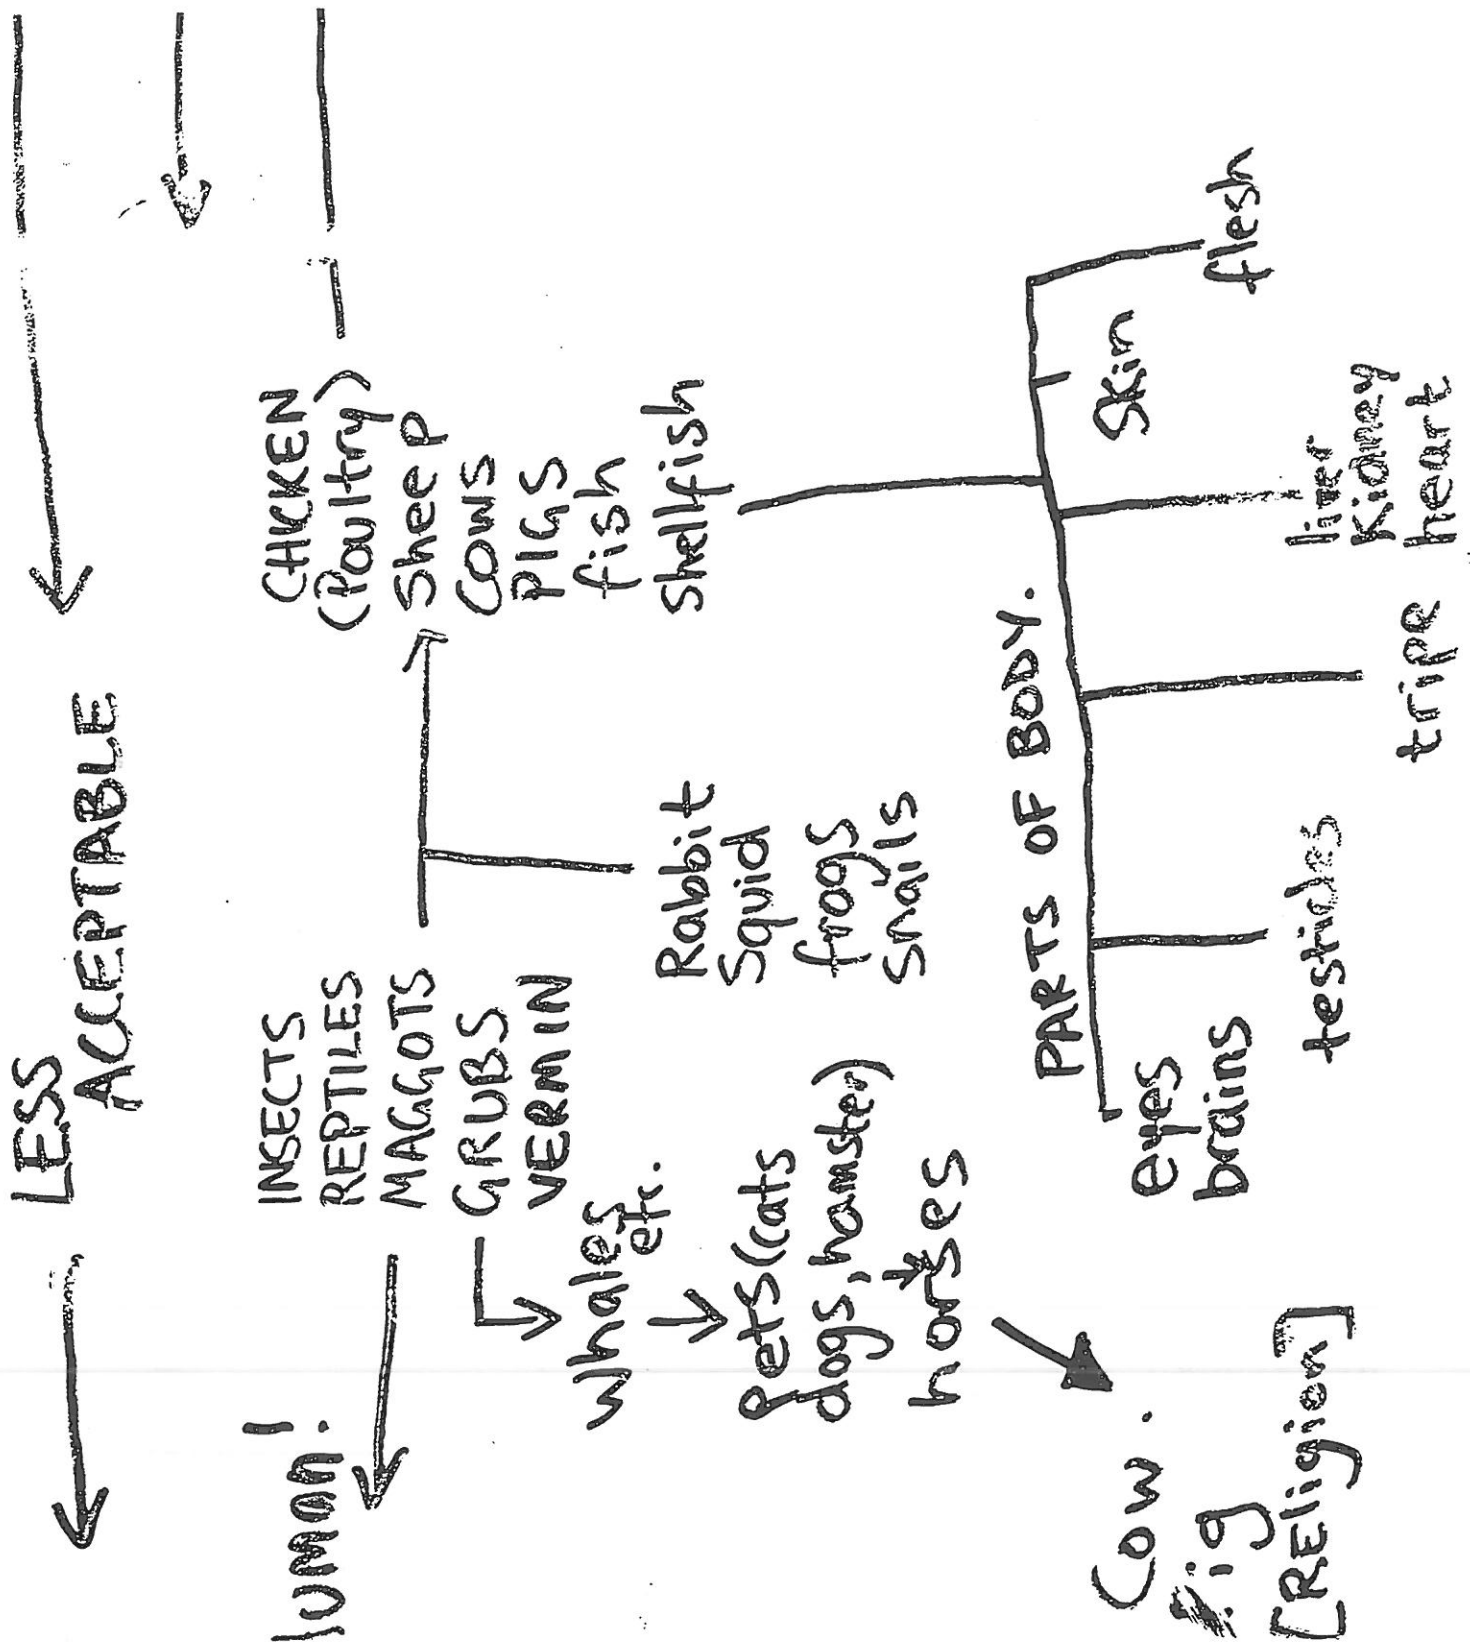 LESS
ACCEPTABLE
uman!
INSECTS
REPTILES
MAGGOTS
GRUBS
VERMIN
CHICKEN
(Poultry)
Sheep
COWS
PIGS
fish
Shellfish
Whales
etc.
Pets (cats
dogs, hamster)
horses
Rabbit
Squid
frogs
snails
Cow.
Pig
[REligion]
PARTS OF BODY.
eyes
brains
testicles
tripe
liver
Kidney
heart
Skin
flesh